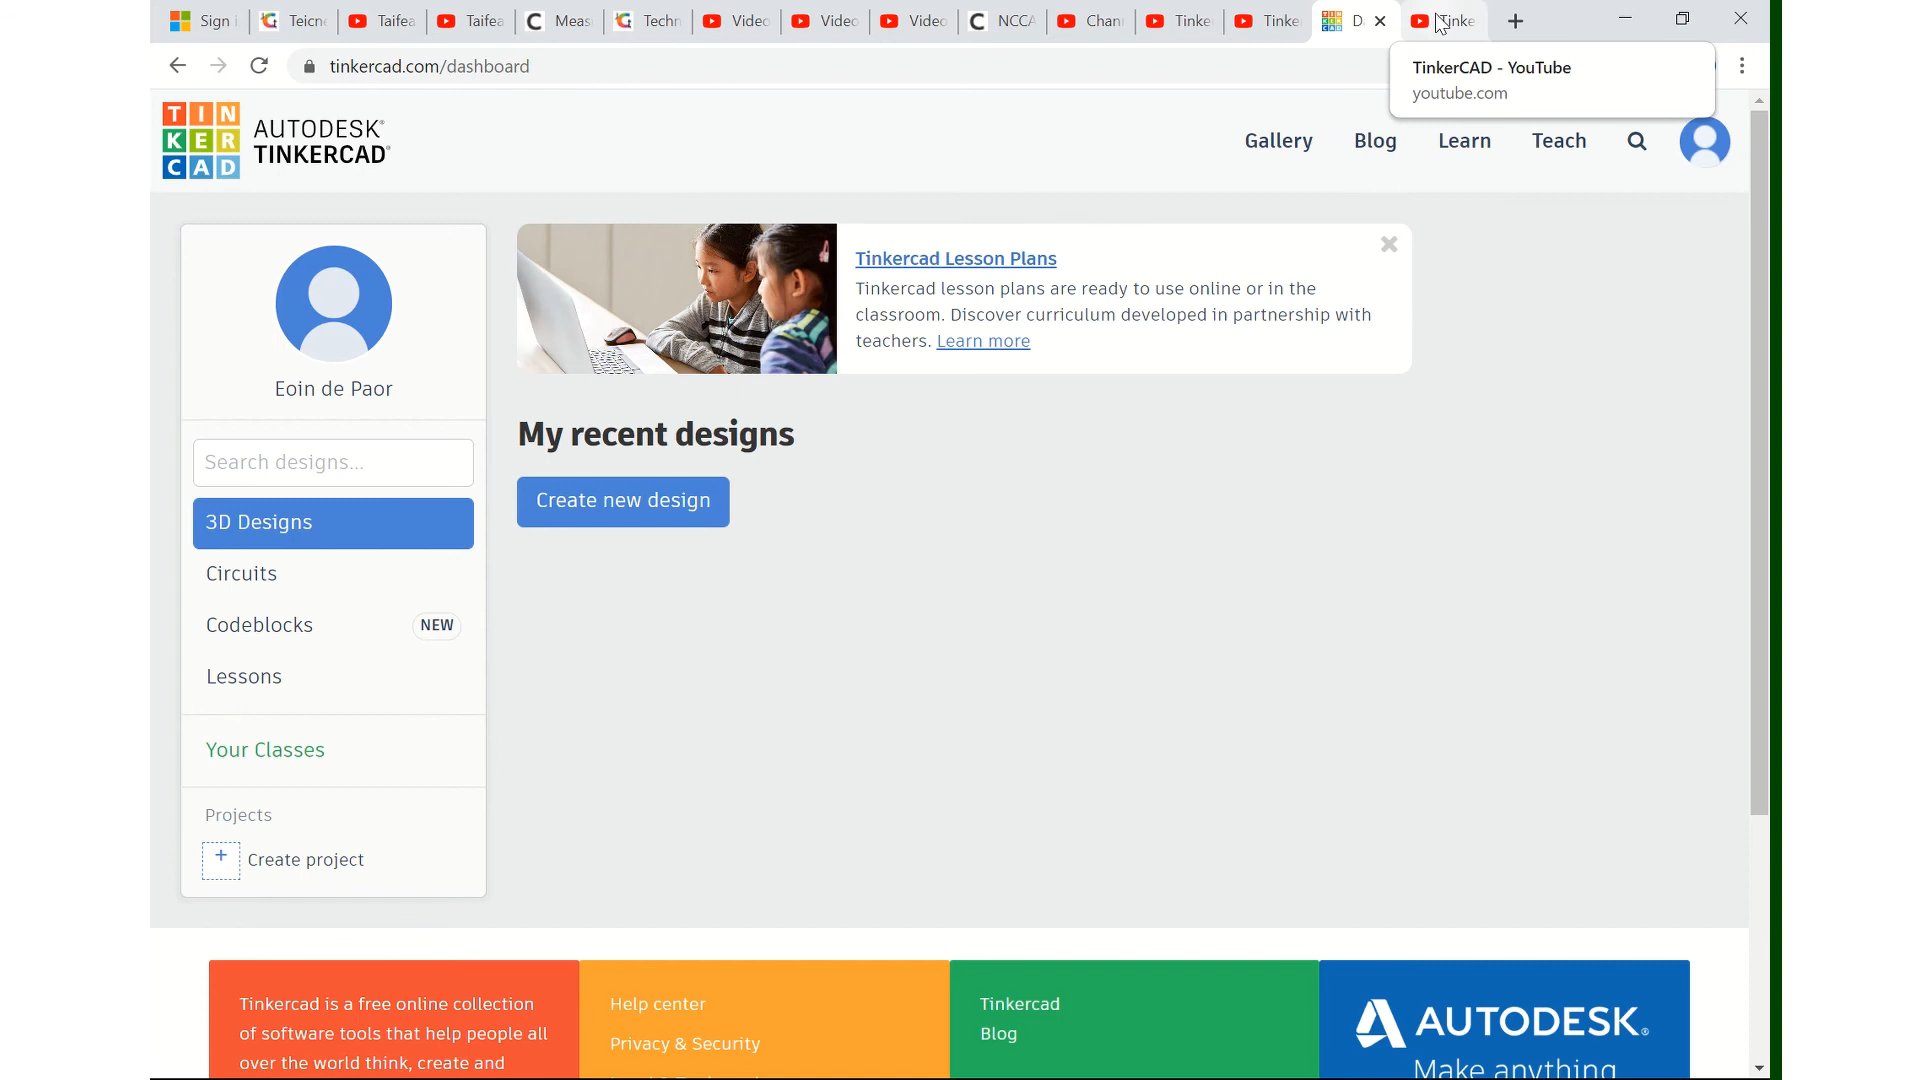 Sign i
Teicne
Taifea
Taifea
Meas
Techn
Video
Video
Video
NCCA
Chan
Tinke
Tinke
D
Tinke
tinkercad.com/dashboard
TinkerCAD - YouTube
youtube.com
TIN
KER
CAD
AUTODESK®
TINKERCAD®
Gallery
Blog
Learn
Teach
Eoin de Paor
Search designs...
3D Designs
Circuits
Codeblocks
NEW
Lessons
Your Classes
Projects
+ Create project
Tinkercad Lesson Plans
Tinkercad lesson plans are ready to use online or in the
classroom. Discover curriculum developed in partnership with
teachers. Learn more
My recent designs
Create new design
Tinkercad is a free online collection
of software tools that help people all
over the world think, create and
Help center
Privacy & Security
Tinkercad
Blog
AUTODESK®
Make anything